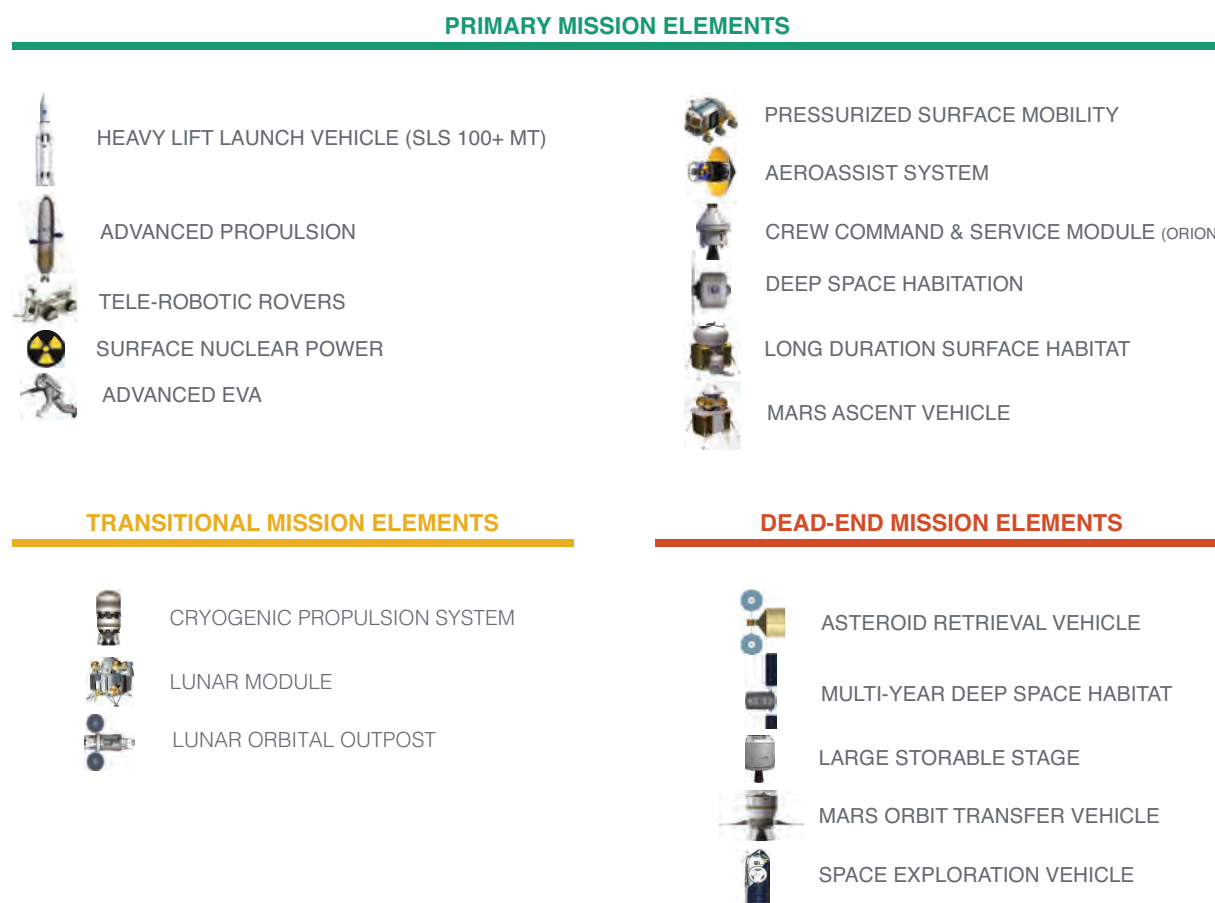 PRIMARY MISSION ELEMENTS
HEAVY LIFT LAUNCH VEHICLE (SLS 100+ MT)
ADVANCED PROPULSION
TELE-ROBOTIC ROVERS
SURFACE NUCLEAR POWER
ADVANCED EVA
PRESSURIZED SURFACE MOBILITY
AEROASSIST SYSTEM
CREW COMMAND & SERVICE MODULE (ORION
DEEP SPACE HABITATION
LONG DURATION SURFACE HABITAT
MARS ASCENT VEHICLE
TRANSITIONAL MISSION ELEMENTS
CRYOGENIC PROPULSION SYSTEM
LUNAR MODULE
LUNAR ORBITAL OUTPOST
DEAD-END MISSION ELEMENTS
ASTEROID RETRIEVAL VEHICLE
MULTI-YEAR DEEP SPACE HABITAT
LARGE STORABLE STAGE
MARS ORBIT TRANSFER VEHICLE
SPACE EXPLORATION VEHICLE